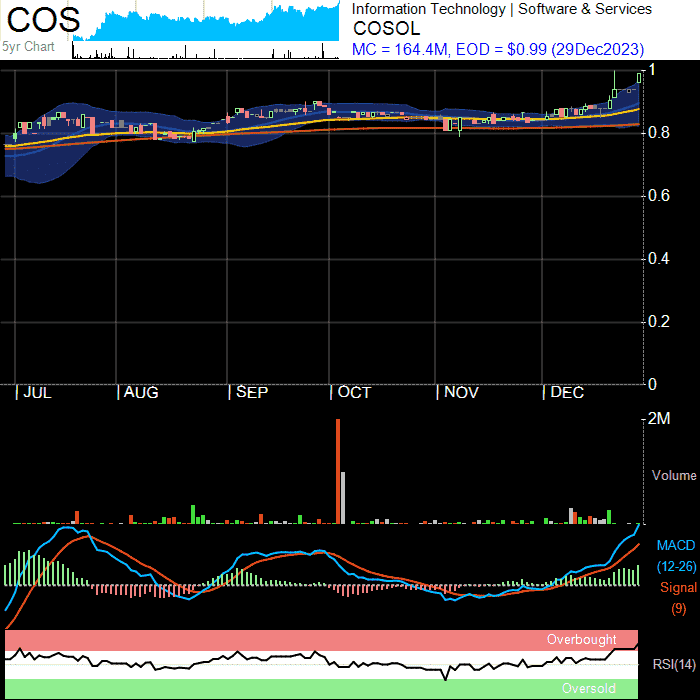 COS
5yr Chart
Information Technology | Software & Services
COSOL
MC = 164.4M, EOD = $0.99 (29Dec2023)
1
0.8
0.6
0.4
0.2
0
JUL AUG SEP OCT NOV DEC
2M
Volume
MACD
(12-26)
Signal
(9)
Overbought
RSI(14)
Oversold